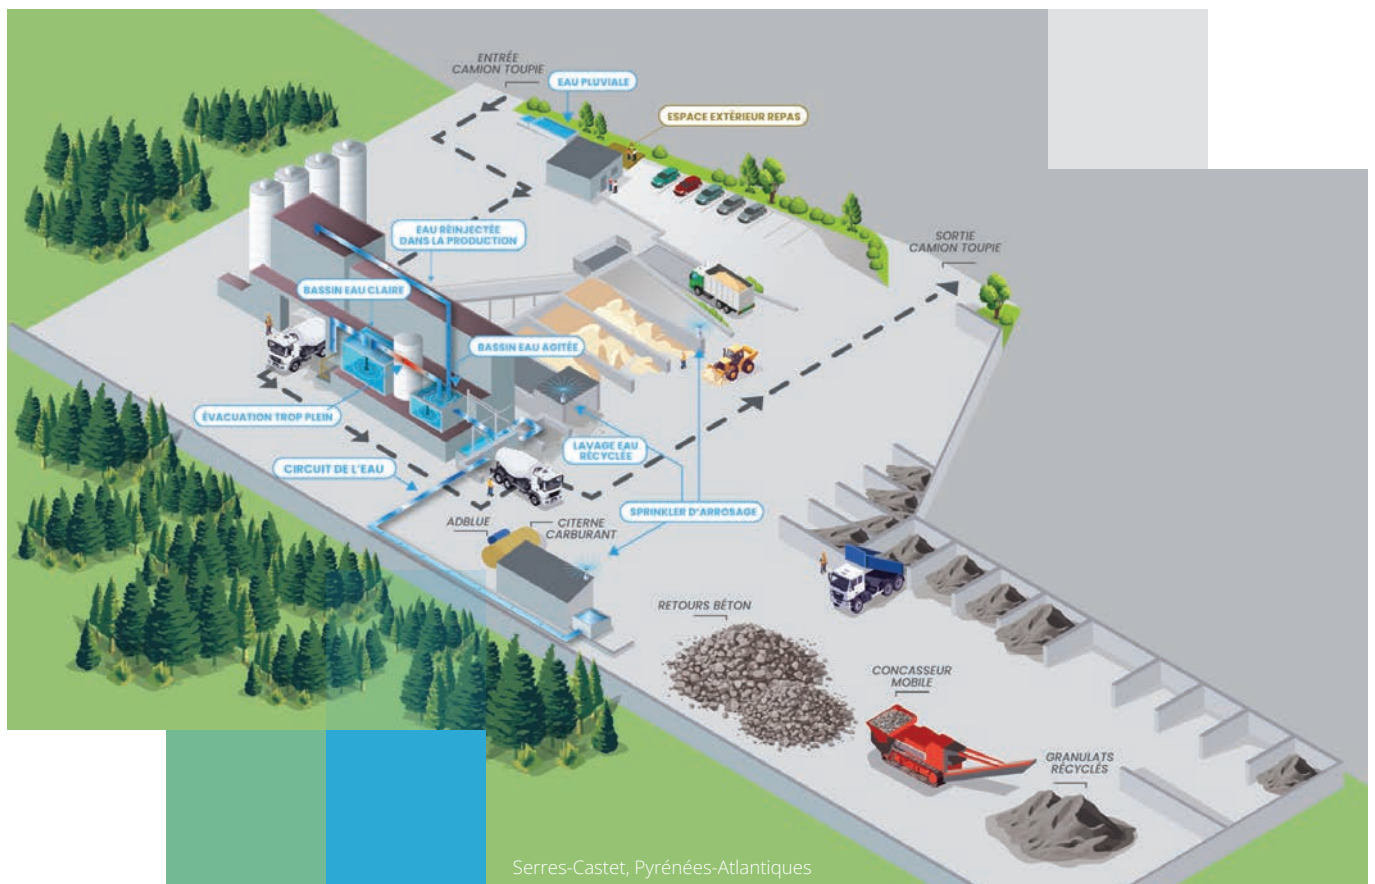 ENTRÉE
CAMION TOUPIE
EAU PLUVIALE
ESPACE EXTÉRIEUR REPAS
EAU RÉINJECTÉE
DANS LA PRODUCTION
SORTIE
CAMION TOUPIE
BASSIN EAU CLAIRE
BASSIN EAU AGITÉE
ÉVACUATION TROP PLEIN
LAVAGE EAU
RÉCYCLÉE
CIRCUIT DE L'EAU
SPRINKLER D'ARROSAGE
ADBLUE
CITERNE
CARBURANT
RETOURS BÉTON
CONCASSEUR
MOBILE
GRANULATS
RÉCYCLÉS
Serres-Castet, Pyrénées-Atlantiques